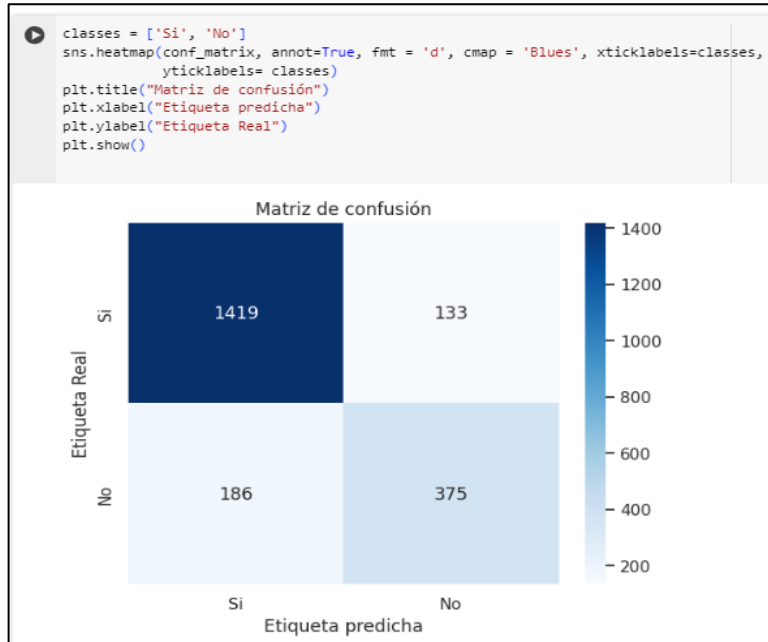 classes = ['Si', 'No']
sns.heatmap(conf_matrix, annot=True, fmt = 'd', cmap = 'Blues', xticklabels=classes,
yticklabels= classes)
plt.title("Matriz de confusión")
plt.xlabel("Etiqueta predicha")
plt.ylabel("Etiqueta Real")
plt.show()
Matriz de confusión
Etiqueta Real
Si
1419
133
No
186
375
Si
No
Etiqueta predicha
1400
1200
1000
800
600
400
200